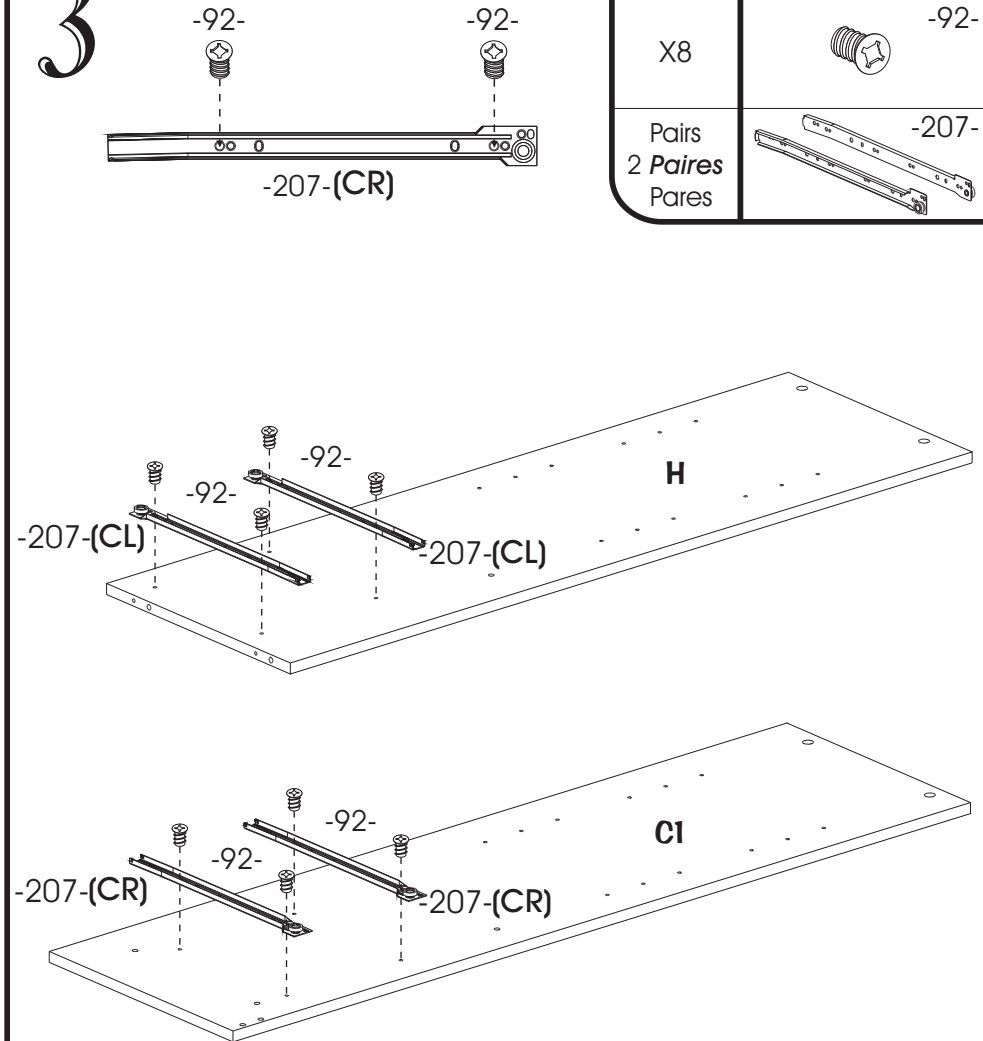 3
-92- -92-
-207-(CR)
X8 -92-
Pairs
2 Paires
Pares
-207-
-92-
-92-
-207-(CL)
-207-(CL)
H
-92-
-92-
-207-(CR)
-207-(CR)
C1